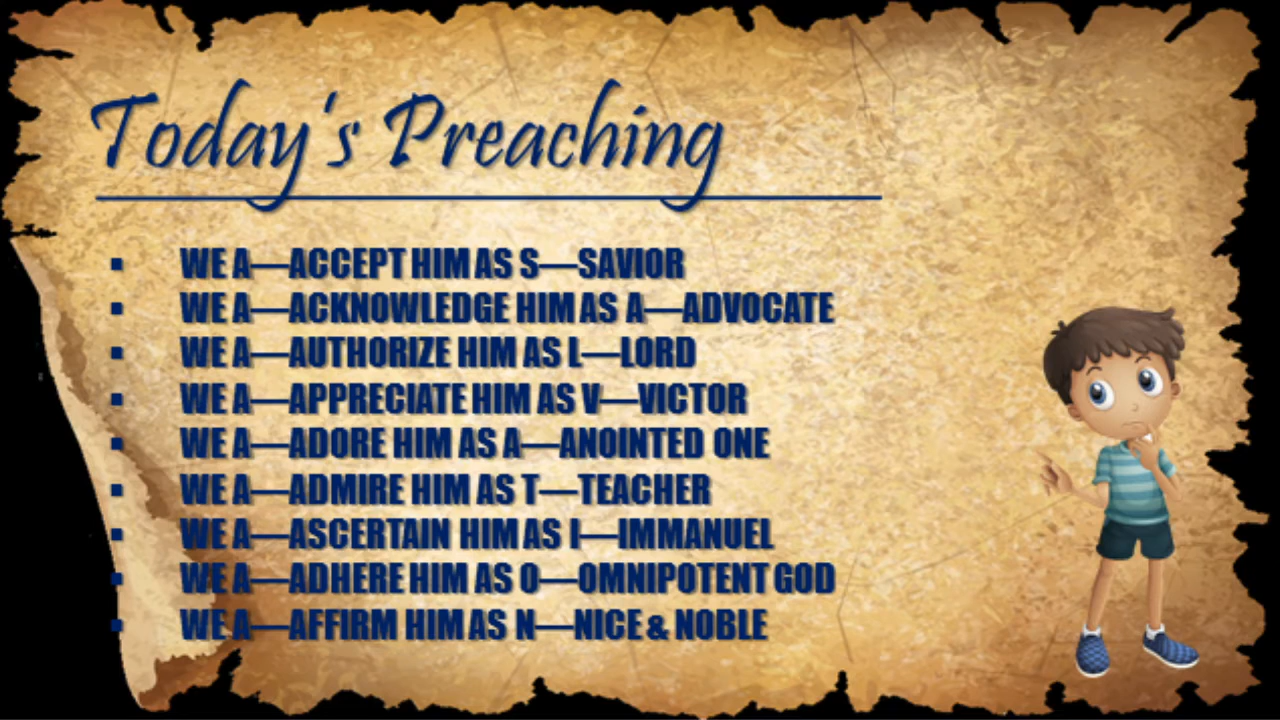 Today's Preaching
▪ WE A—ACCEPT HIM AS S—SAVIOR
▪ WE A—ACKNOWLEDGE HIM AS A—ADVOCATE
▪ WE A—AUTHORIZE HIM AS L—LORD
▪ WE A—APPRECIATE HIM AS V—VICTOR
▪ WE A—ADORE HIM AS A—ANOINTED ONE
▪ WE A—ADMIRE HIM AS T—TEACHER
▪ WE A—ASCERTAIN HIM AS I—IMMANUEL
▪ WE A—ADHERE HIM AS O—OMNIPOTENT GOD
▪ WE A—AFFIRM HIM AS N—NICE & NOBLE